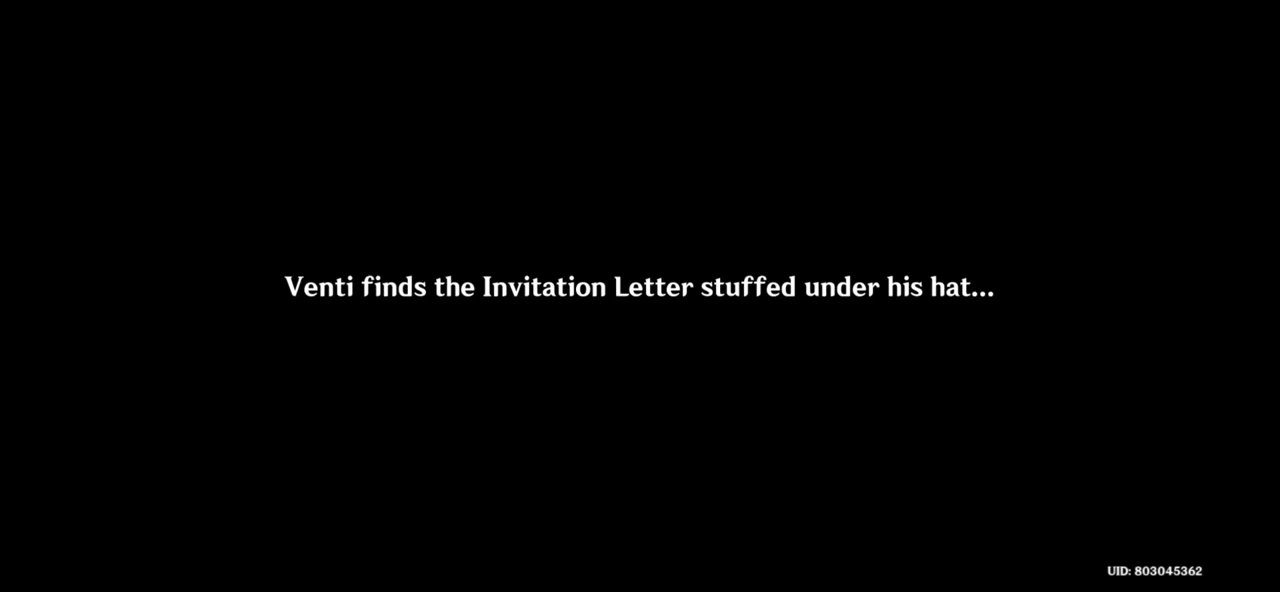 Venti finds the Invitation Letter stuffed under his hat...
UID: 803045362